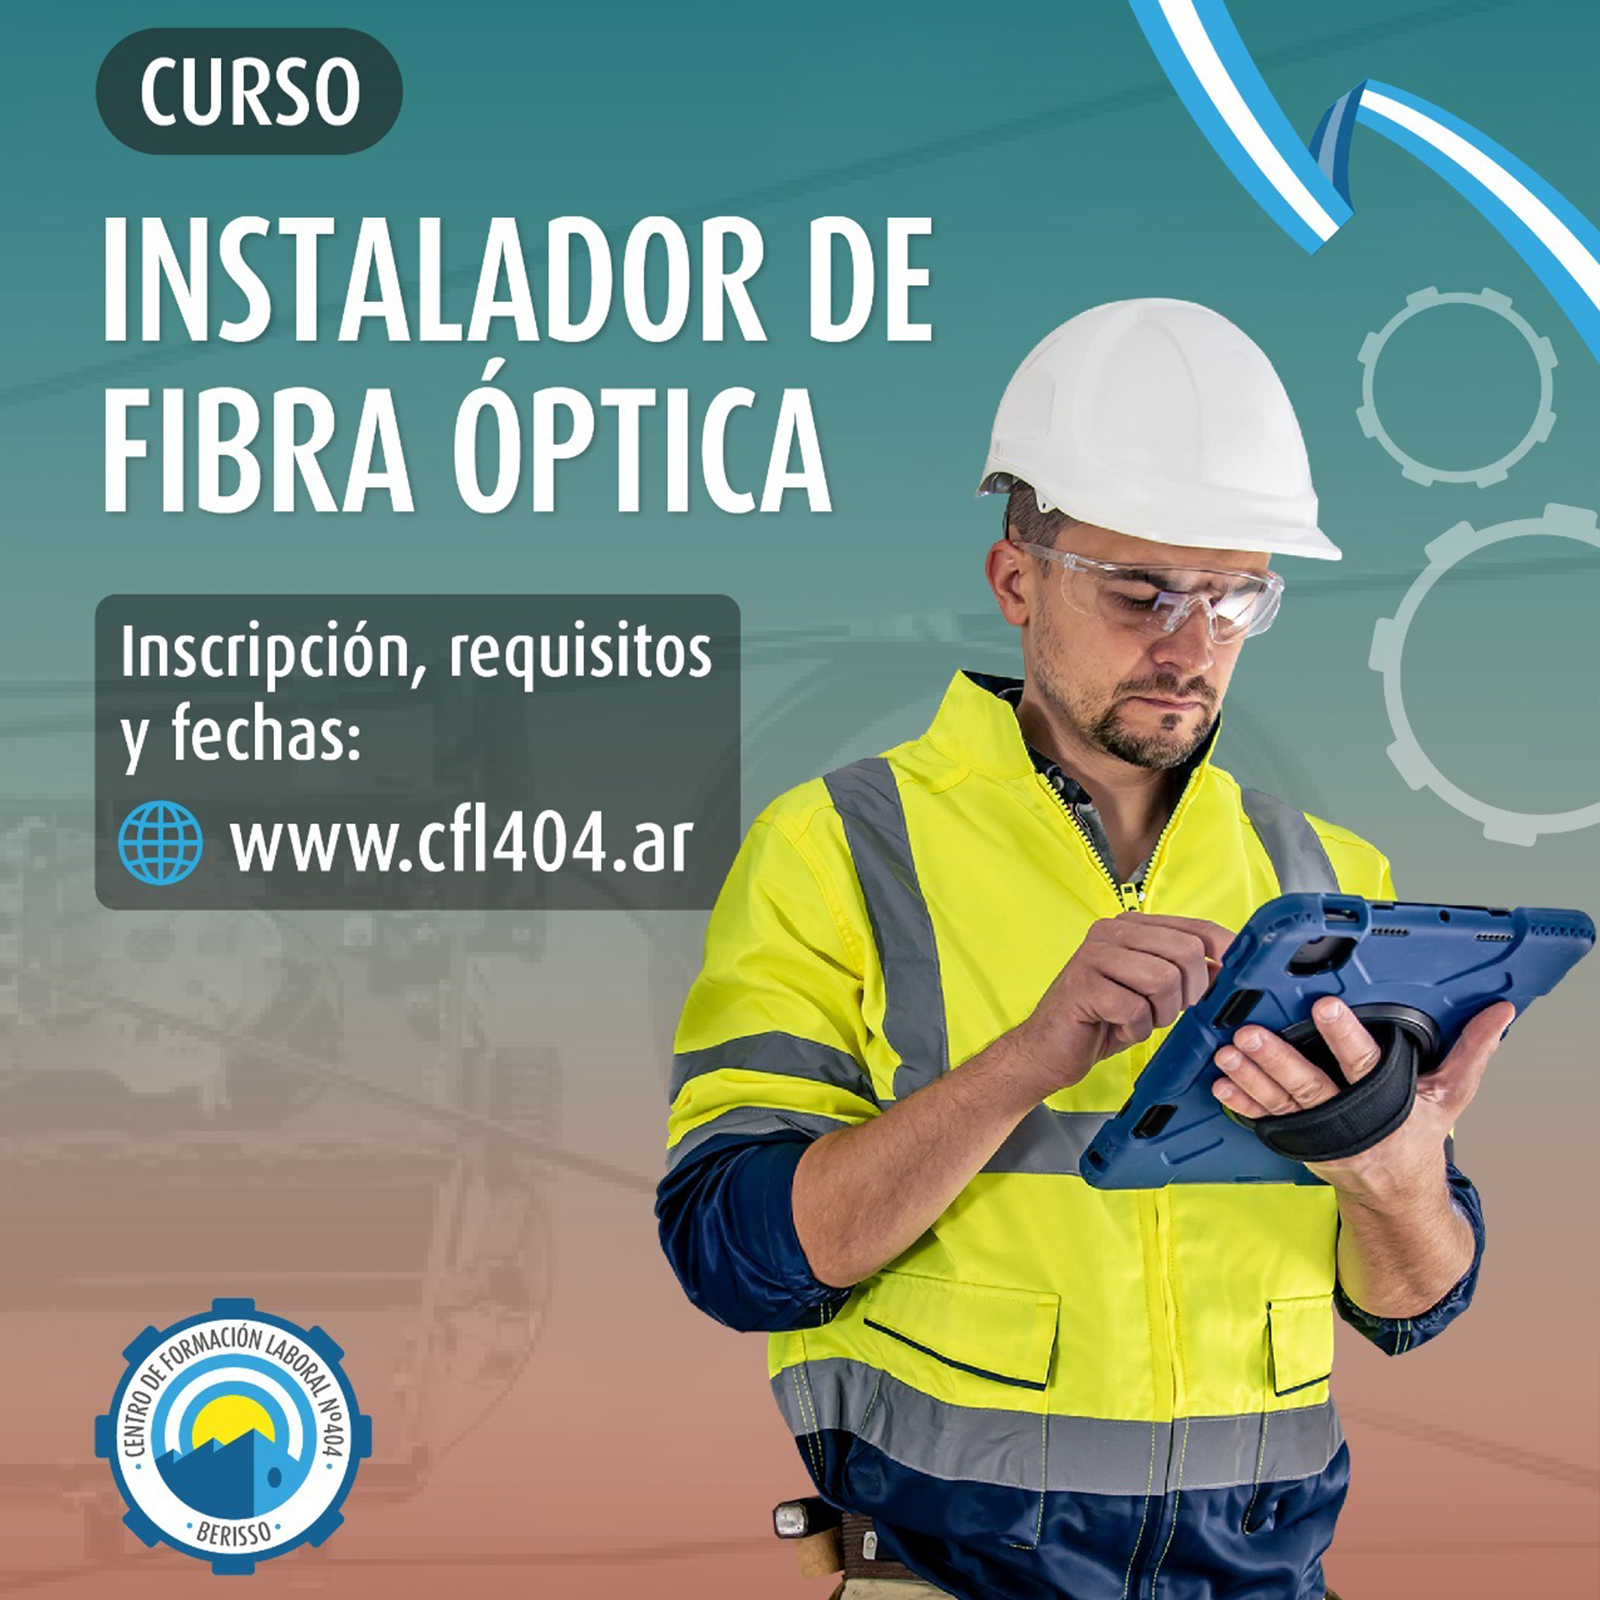 CURSO
INSTALADOR DE
FIBRA ÓPTICA
Inscripción, requisitos
y fechas:
www.cfl404.ar
CENTRO DE FORMACIÓN LABORAL Nº404
BERISSO